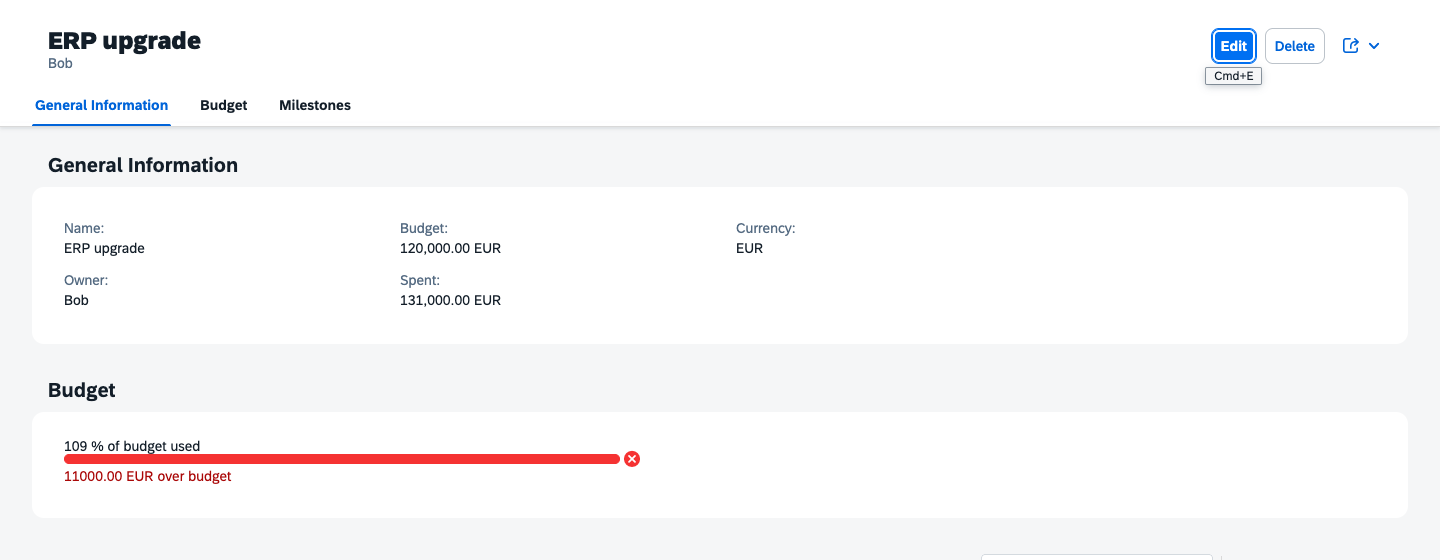 ERP upgrade
Bob
Edit
Delete
Cmd+E
General Information
Budget
Milestones
General Information
Name:
ERP upgrade
Budget:
120,000.00 EUR
Currency:
EUR
Owner:
Bob
Spent:
131,000.00 EUR
Budget
109 % of budget used
11000.00 EUR over budget